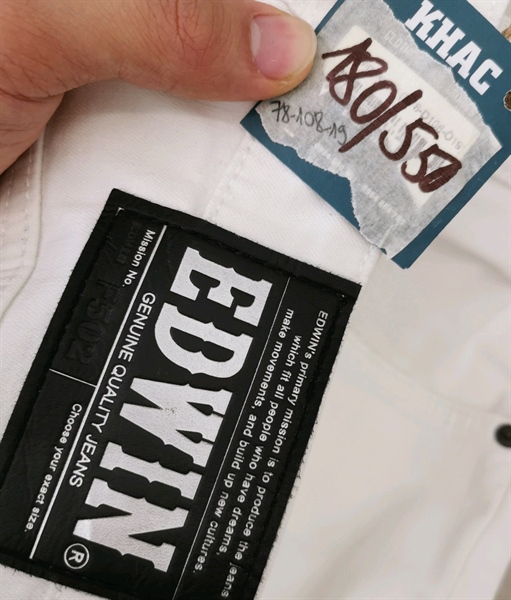 KHAC
180/550
78-108-19
EDWIN's primary mission is to produce the jeans
which fit all people who have dreams,
make movements, and build up new cultures.
EDWIN®
GENUINE QUALITY JEANS
Mission No.
Choose your exact size.